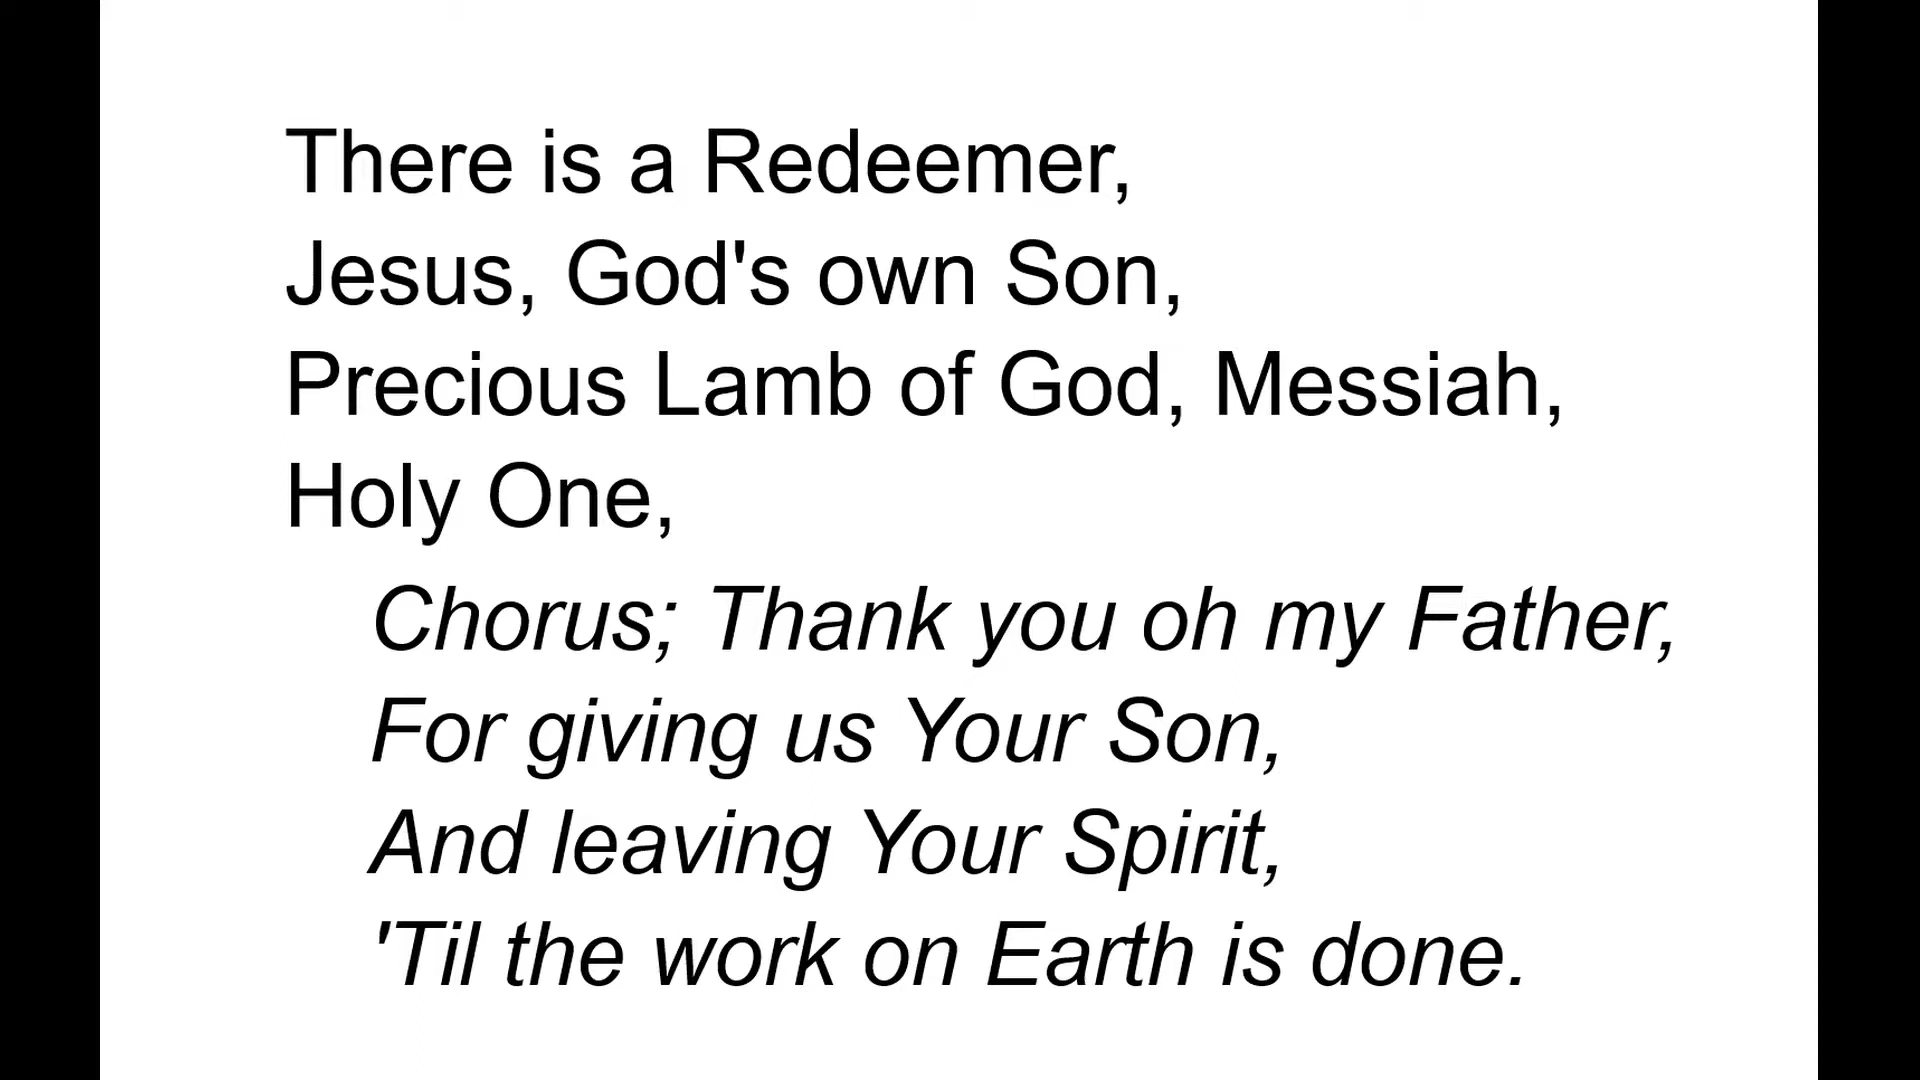 There is a Redeemer,
Jesus, God's own Son,
Precious Lamb of God, Messiah,
Holy One,
Chorus; Thank you oh my Father,
For giving us Your Son,
And leaving Your Spirit,
'Til the work on Earth is done.